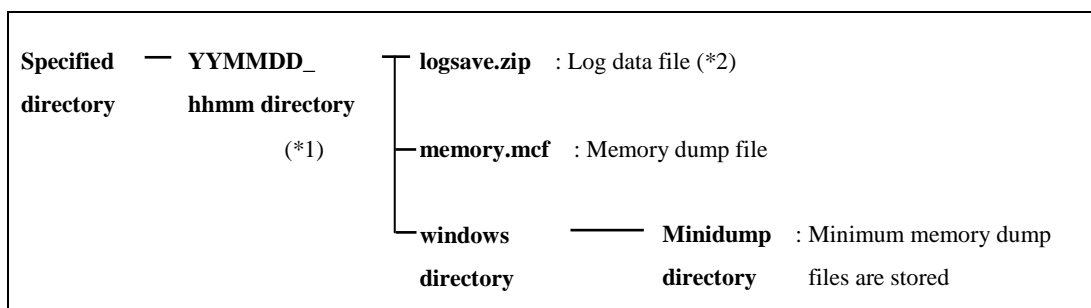 Specified YYMMDD_ logsave.zip : Log data file (*2)
directory hhmm directory
(*1) memory.mcf : Memory dump file
windows Minidump : Minimum memory dump
directory directory files are stored